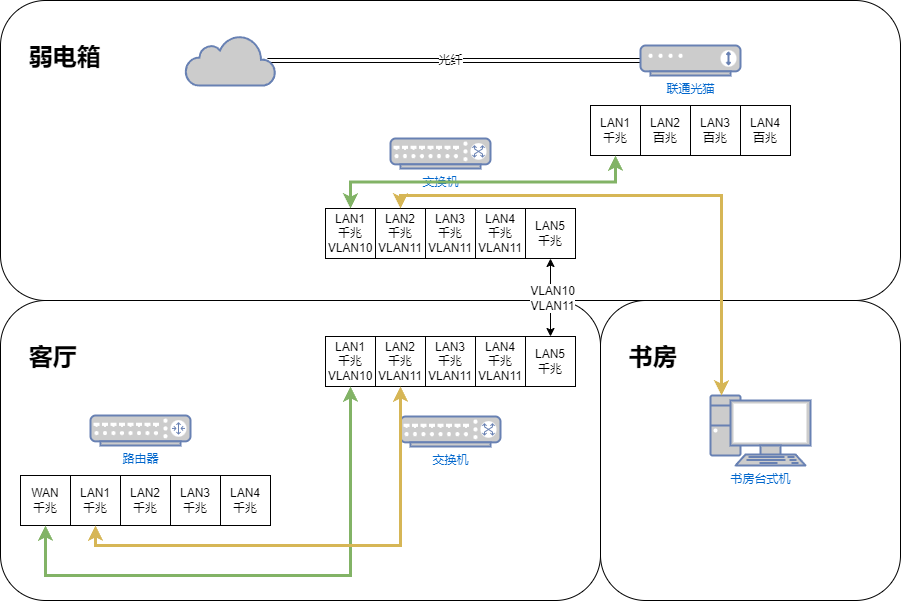 弱电箱
光纤
联通光猫
LAN1
千兆
LAN2
百兆
LAN3
百兆
LAN4
百兆
交换机
LAN1
千兆
VLAN10
LAN2
千兆
VLAN11
LAN3
千兆
VLAN11
LAN4
千兆
VLAN11
LAN5
千兆
VLAN10
VLAN11
客厅
LAN1
千兆
VLAN10
LAN2
千兆
VLAN11
LAN3
千兆
VLAN11
LAN4
千兆
VLAN11
LAN5
千兆
交换机
路由器
WAN
千兆
LAN1
千兆
LAN2
千兆
LAN3
千兆
LAN4
千兆
书房
书房台式机